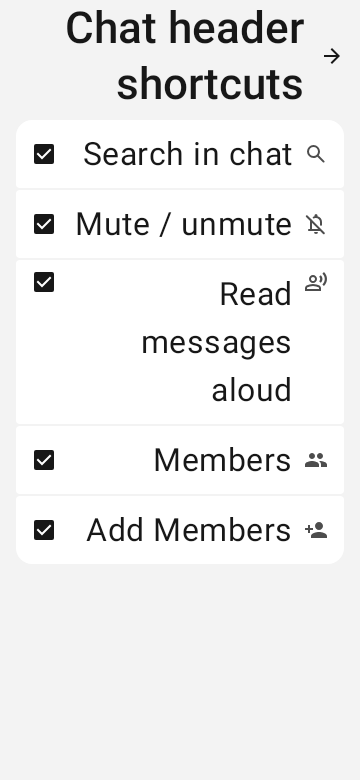 Chat header
shortcuts
Search in chat
Mute / unmute
Read
messages
aloud
Members
Add Members